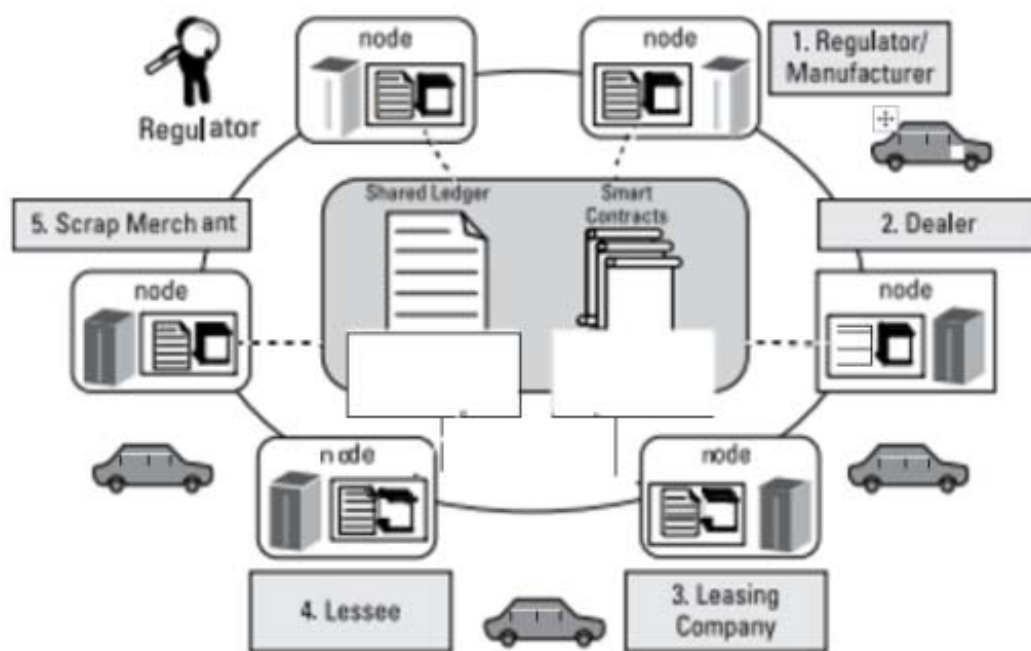 node
node
1. Regulator/
Manufacturer
Regulator
Shared Ledger
Smart
Contracts
5. Scrap Merchant
2. Dealer
node
node
node
node
4. Lessee
3. Leasing
Company